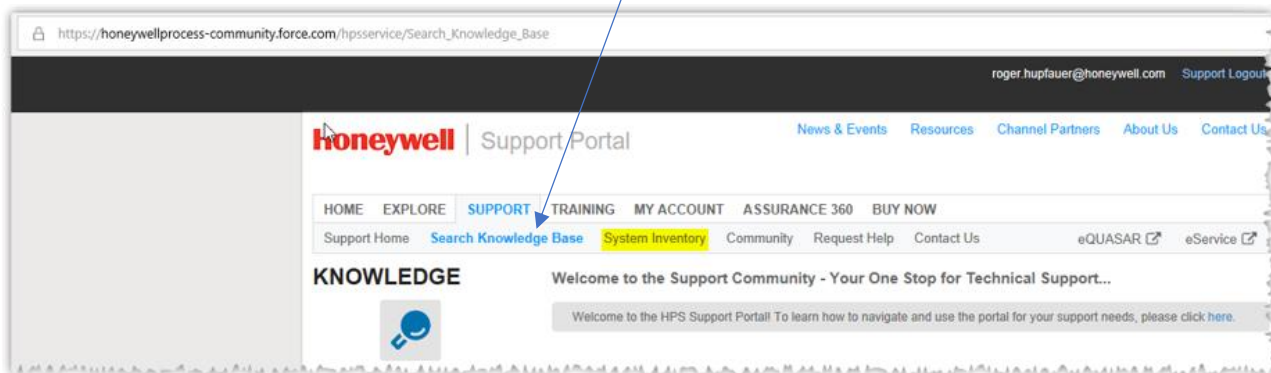 https://honeywellprocess-community.force.com/hpsservice/Search_Knowledge_Base
roger.hupfauer@honeywell.com Support Logout
News & Events Resources Channel Partners About Us Contact Us
honeywell | Support Portal
HOME EXPLORE SUPPORT TRAINING MY ACCOUNT ASSURANCE 360 BUY NOW
Support Home Search Knowledge Base System Inventory Community Request Help Contact Us eQUASAR eService
KNOWLEDGE
Welcome to the Support Community - Your One Stop for Technical Support...
Welcome to the HPS Support Portal! To learn how to navigate and use the portal for your support needs, please click here.